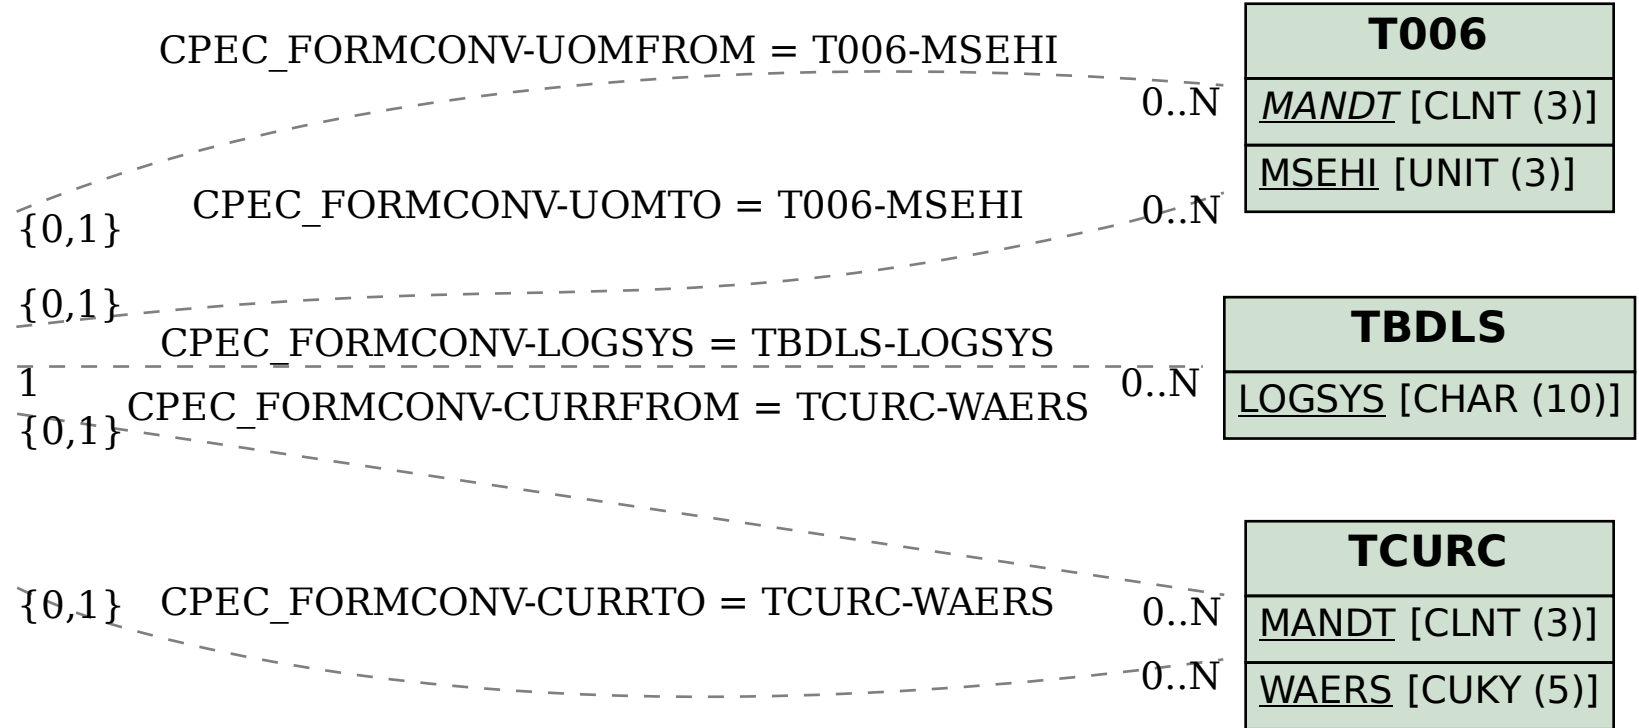 CPEC_FORMCONV-UOMFROM = T006-MSEHI
0..N
{0,1}
CPEC_FORMCONV-UOMTO = T006-MSEHI
0..N
{0,1}
CPEC_FORMCONV-LOGSYS = TBDLS-LOGSYS
1
0..N
CPEC_FORMCONV-CURRFROM = TCURC-WAERS
{0,1}
0..N
{0,1}
CPEC_FORMCONV-CURRTO = TCURC-WAERS
0..N
T006
MANDT [CLNT (3)]
MSEHI [UNIT (3)]
TBDLS
LOGSYS [CHAR (10)]
TCURC
MANDT [CLNT (3)]
WAERS [CUKY (5)]